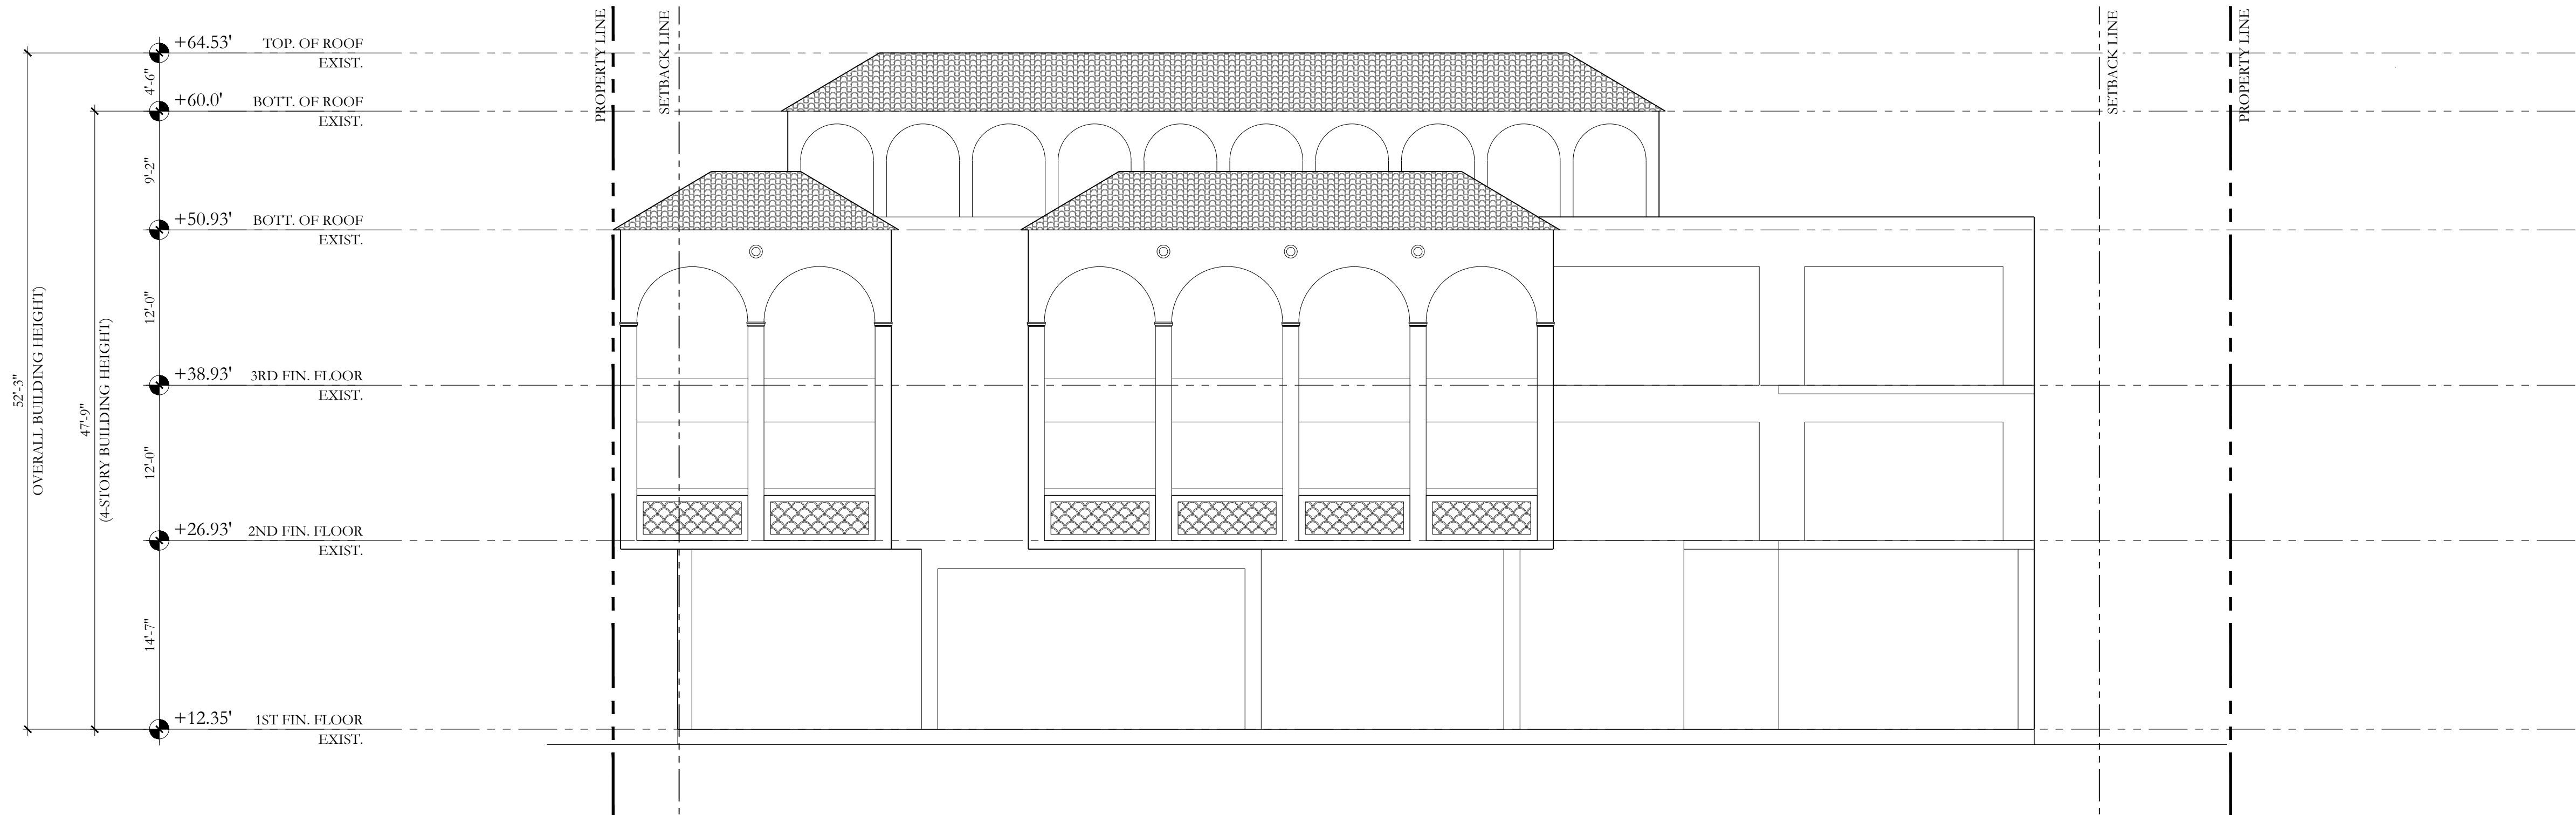 +64.53' TOP. OF ROOF
EXIST.
4'-6"
+60.0' BOTT. OF ROOF
EXIST.
9'-2"
+50.93' BOTT. OF ROOF
EXIST.
12'-0"
+38.93' 3RD FIN. FLOOR
EXIST.
12'-0"
+26.93' 2ND FIN. FLOOR
EXIST.
14'-7"
+12.35' 1ST FIN. FLOOR
EXIST.
52'-3"
OVERALL BUILDING HEIGHT)
47'-9"
(4-STORY BUILDING HEIGHT)
PROPERTY LINE
SETBACK LINE
SETBACK LINE
PROPERTY LINE